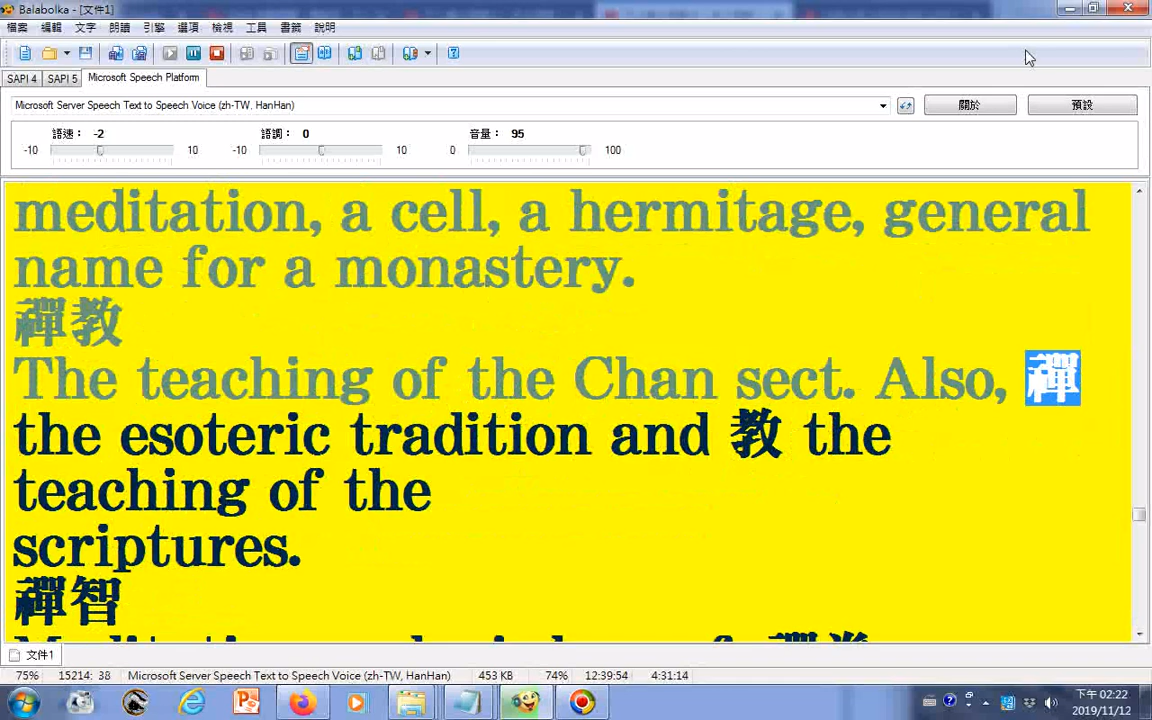 Balabolka - [文件1]
檔案 編輯 文字 朗讀 引擎 選項 檢視 工具 書籤 說明
SAPI 4 SAPI 5 Microsoft Speech Platform
Microsoft Server Speech Text to Speech Voice (zh-TW, HanHan) 關於 預設
語速： -2 語調： 0 音量： 95
-10 10 -10 10 0 100
meditation, a cell, a hermitage, general
name for a monastery.
禪教
The teaching of the Chan sect. Also, 禪
the esoteric tradition and 教 the
teaching of the
scriptures.
禪智
文件1
75% 15214: 38 Microsoft Server Speech Text to Speech Voice (zh-TW, HanHan) 453 KB 74% 12:39:54 4:31:14
下午 02:22
2019/11/12